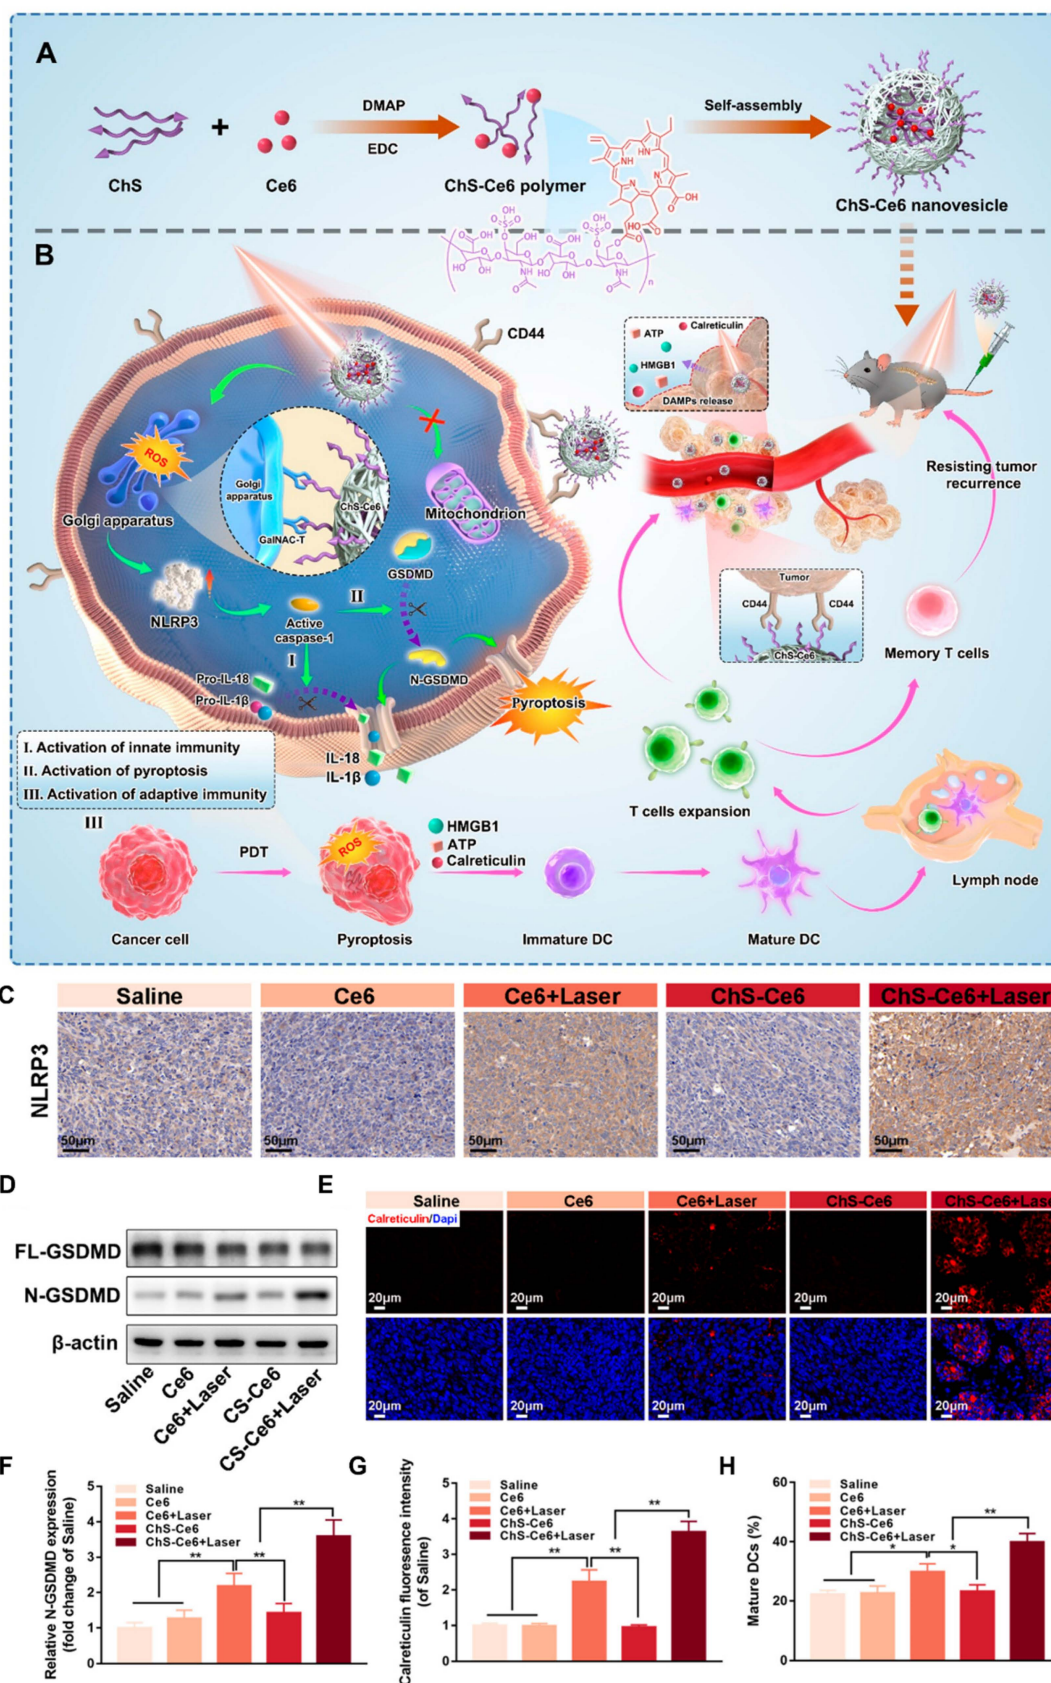 A
ChS
+
Ce6
DMAP
EDC
ChS-Ce6 polymer
Self-assembly
ChS-Ce6 nanovesicle
B
CD44
ROS
Golgi apparatus
Golgi
apparatus
GalNAC-T
ChS-Ce6
Mitochondrion
NLRP3
Active
caspase-1
I
II
GSDMD
N-GSDMD
Pro-IL-18
Pro-IL-1β
IL-18
IL-1β
Pyroptosis
I. Activation of innate immunity
II. Activation of pyroptosis
III. Activation of adaptive immunity
ATP
Calreticulin
HMGB1
DAMPs release
Tumor
CD44
CD44
ChS-Ce6
Resisting tumor
recurrence
Memory T cells
T cells expansion
Lymph node
III
Cancer cell
PDT
ROS
Pyroptosis
HMGB1
ATP
Calreticulin
Immature DC
Mature DC
C
Saline
Ce6
Ce6+Laser
ChS-Ce6
ChS-Ce6+Laser
NLRP3
50μm
50μm
50μm
50μm
50μm
D
FL-GSDMD
N-GSDMD
β-actin
Saline
Ce6
Ce6+Laser
CS-Ce6
CS-Ce6+Laser
E
Saline
Ce6
Ce6+Laser
ChS-Ce6
ChS-Ce6+Lase
Calreticulin/Dapi
20μm
20μm
20μm
20μm
20μm
20μm
20μm
20μm
20μm
20μm
F
Relative N-GSDMD expression
(fold change of Saline)
5
4
3
2
1
0
Saline
Ce6
Ce6+Laser
ChS-Ce6
ChS-Ce6+Laser
**
**
**
G
Calreticulin fluoresence intensity
(of Saline)
5
4
3
2
1
0
Saline
Ce6
Ce6+Laser
ChS-Ce6
ChS-Ce6+Laser
**
**
**
H
Mature DCs (%)
60
40
20
0
Saline
Ce6
Ce6+Laser
ChS-Ce6
ChS-Ce6+Laser
*
*
**